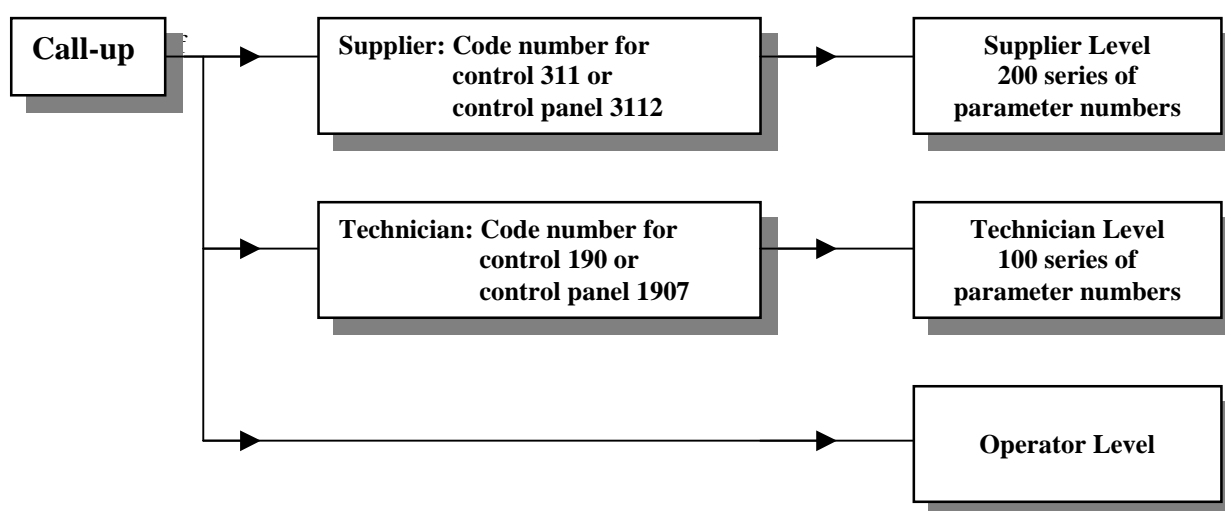 Call-up
Supplier: Code number for
control 311 or
control panel 3112
Supplier Level
200 series of
parameter numbers
Technician: Code number for
control 190 or
control panel 1907
Technician Level
100 series of
parameter numbers
Operator Level